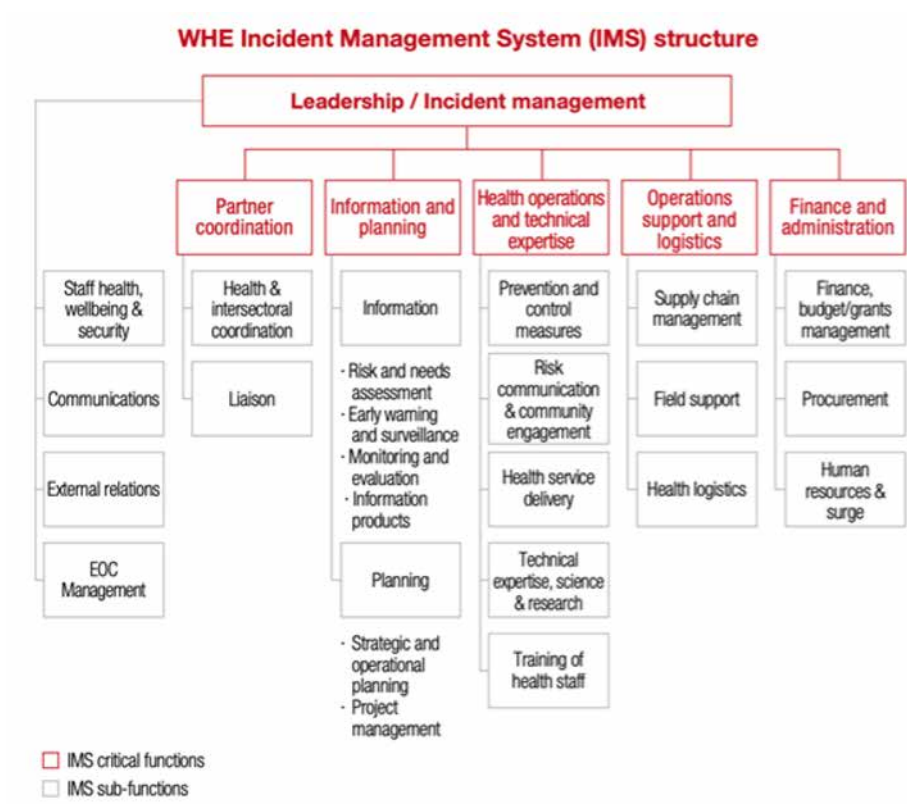 WHE Incident Management System (IMS) structure
Leadership / Incident management
Partner
coordination
Information and
planning
Health operations
and technical
expertise
Operations
support and
logistics
Finance and
administration
Staff health,
wellbeing &
security
Communications
External relations
EOC
Management
Health &
intersectoral
coordination
Liaison
Information
· Risk and needs
assessment
· Early warning
and surveillance
· Monitoring and
evaluation
· Information
products
Planning
· Strategic and
operational
planning
· Project
management
Prevention and
control
measures
Risk
communication
& community
engagement
Health service
delivery
Technical
expertise, science
& research
Training of
health staff
Supply chain
management
Field support
Health logistics
Finance,
budget/grants
management
Procurement
Human
resources &
surge
IMS critical functions
IMS sub-functions